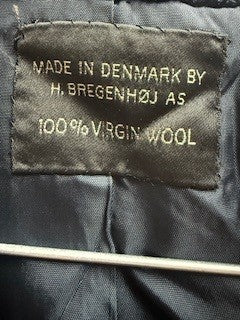 MADE IN DENMARK BY
H. BREGENHØJ AS
100% VIRGIN WOOL